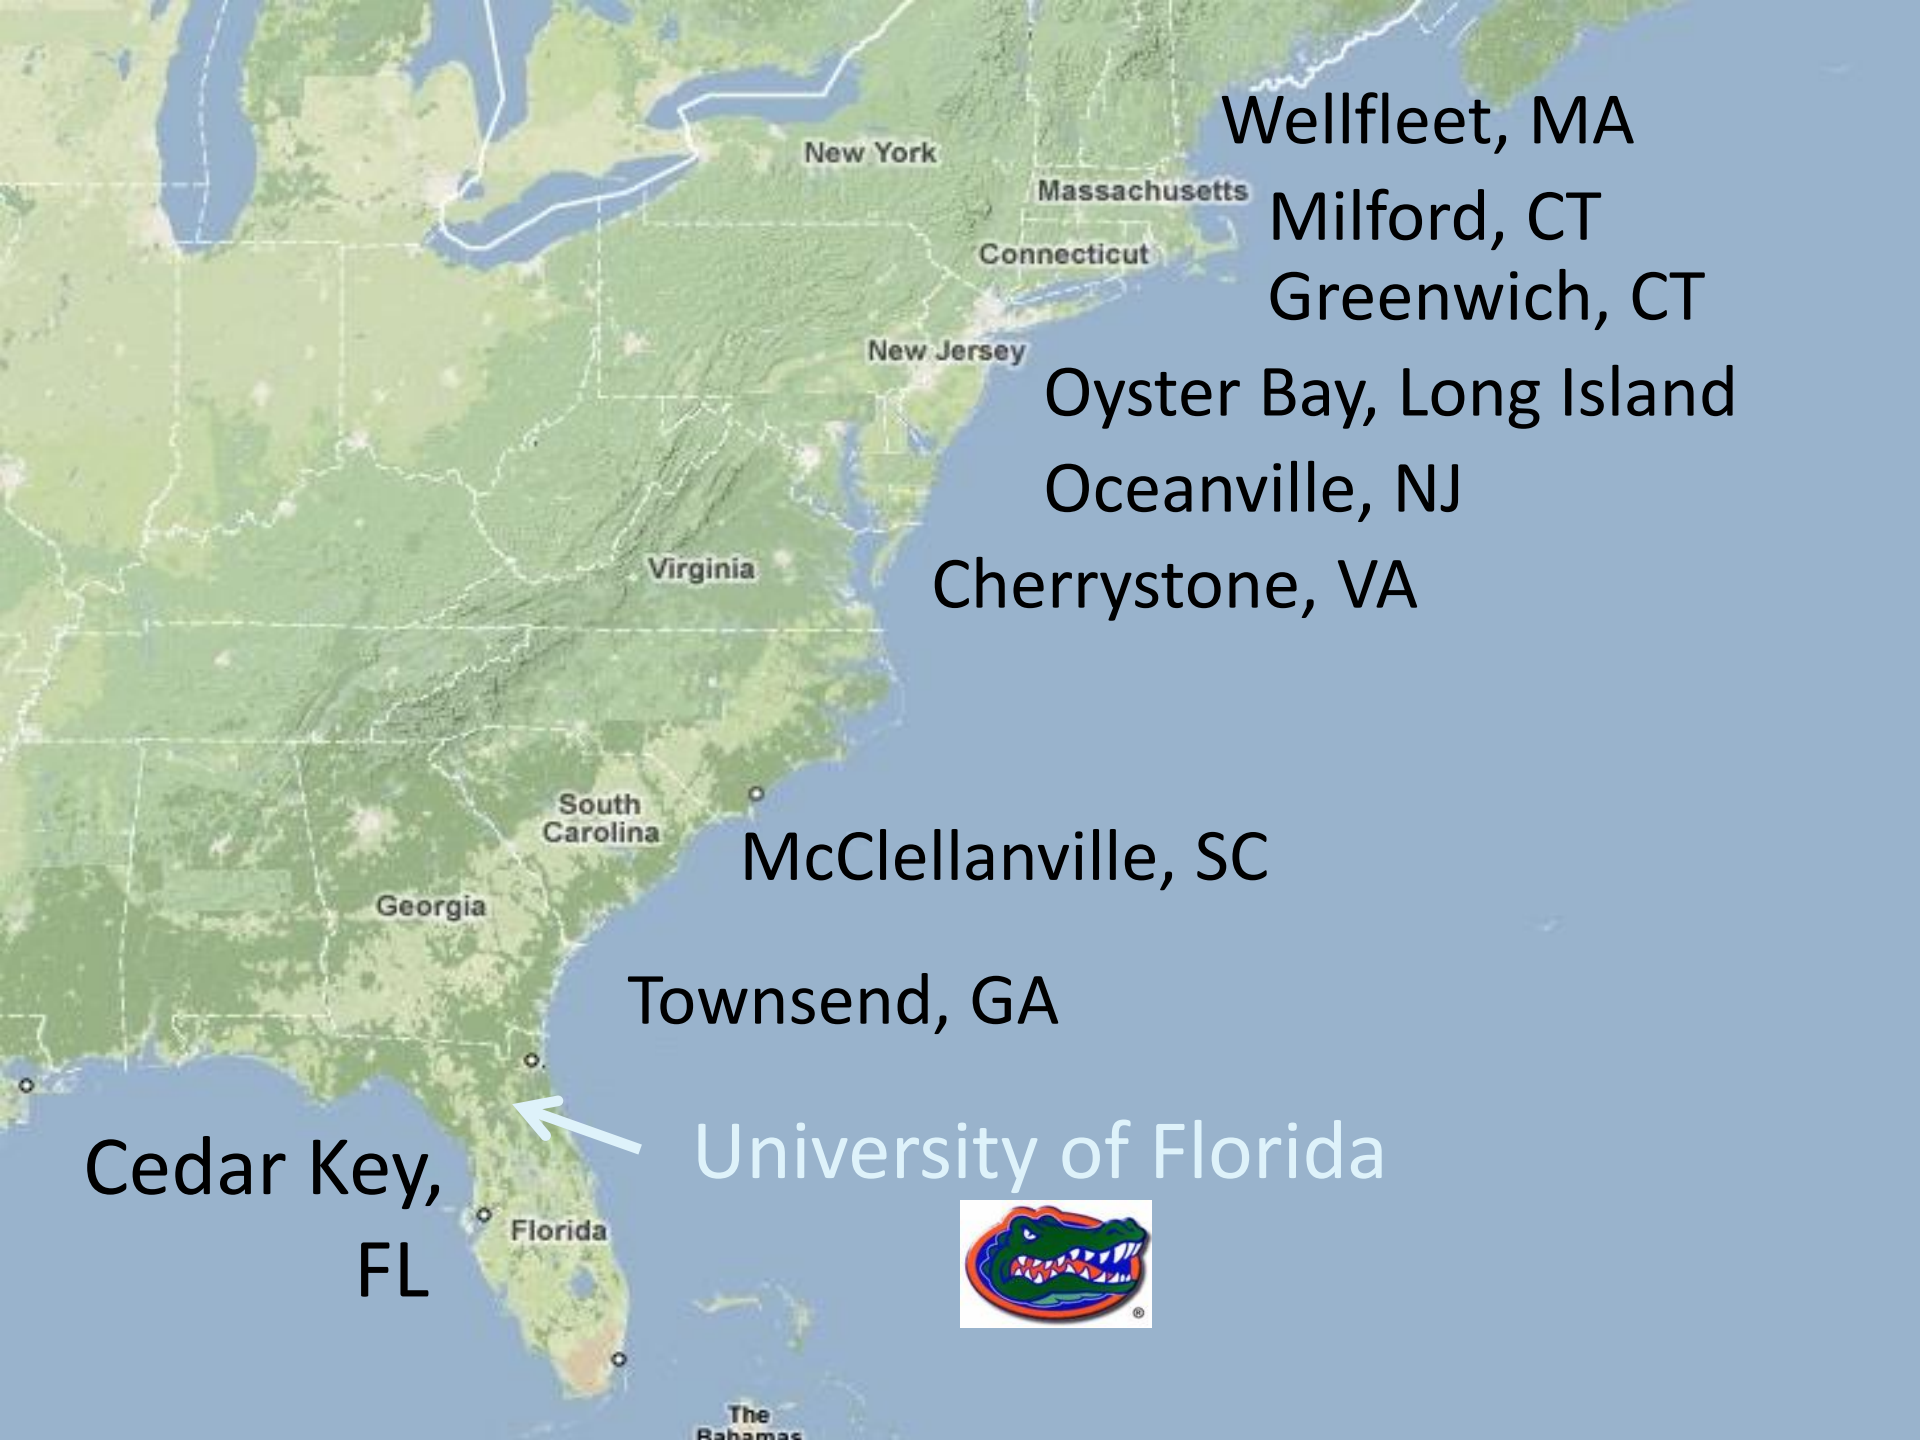 Wellfleet, MA
New York
Massachusetts
Milford, CT
Connecticut
Greenwich, CT
New Jersey
Oyster Bay, Long Island
Oceanville, NJ
Virginia
Cherrystone, VA
South
Carolina
McClellanville, SC
Georgia
Townsend, GA
University of Florida
Cedar Key,
FL
Florida
®
The
Bahamas